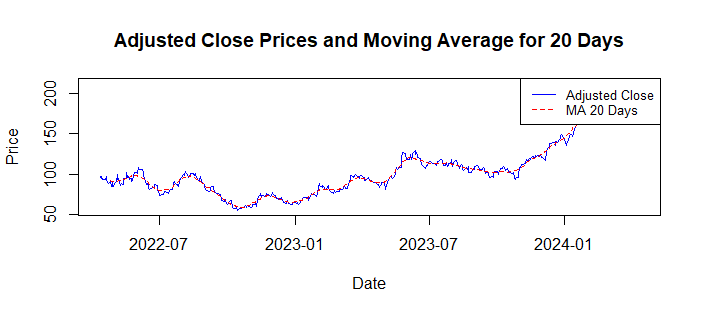 Adjusted Close Prices and Moving Average for 20 Days
Adjusted Close
MA 20 Days
Price
200
150
100
50
2022-07
2023-01
2023-07
2024-01
Date